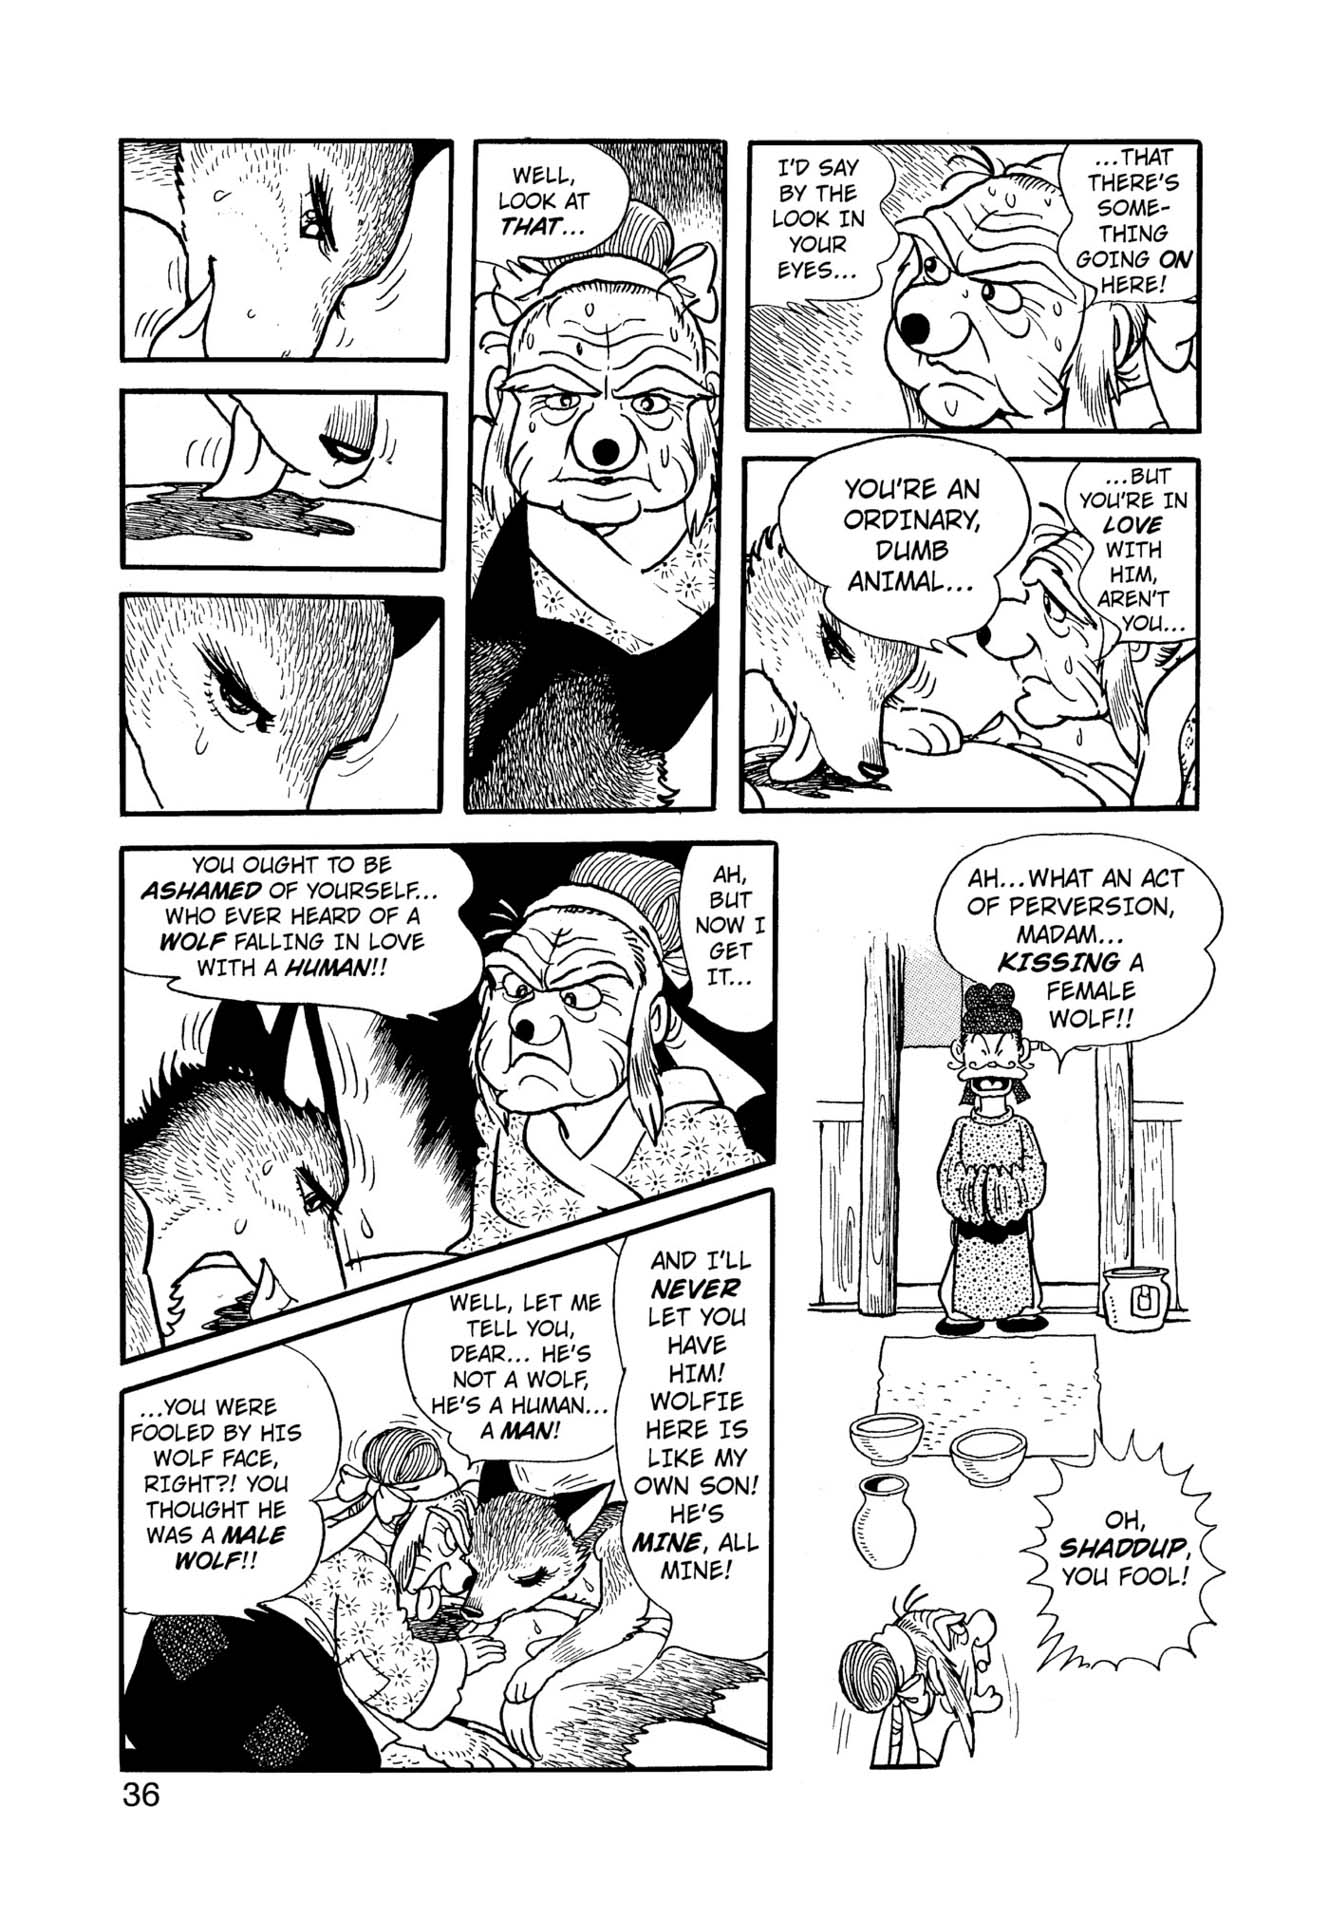 WELL,
LOOK AT
THAT...
I'D SAY
BY THE
LOOK IN
YOUR
EYES...
...THAT
THERE'S
SOME-
THING
GOING ON
HERE!
YOU'RE AN
ORDINARY,
DUMB
ANIMAL...
...BUT
YOU'RE IN
LOVE
WITH
HIM,
AREN'T
YOU...
YOU OUGHT TO BE
ASHAMED OF YOURSELF...
WHO EVER HEARD OF A
WOLF FALLING IN LOVE
WITH A HUMAN!!
AH,
BUT
NOW I
GET
IT...
...YOU WERE
FOOLED BY HIS
WOLF FACE,
RIGHT?! YOU
THOUGHT HE
WAS A MALE
WOLF!!
WELL, LET ME
TELL YOU,
DEAR... HE'S
NOT A WOLF,
HE'S A HUMAN...
A MAN!
AND I'LL
NEVER
LET YOU
HAVE
HIM!
WOLFIE
HERE IS
LIKE MY
OWN SON!
HE'S
MINE, ALL
MINE!
AH...WHAT AN ACT
OF PERVERSION,
MADAM...
KISSING A
FEMALE
WOLF!!
OH,
SHADDUP,
YOU FOOL!
36